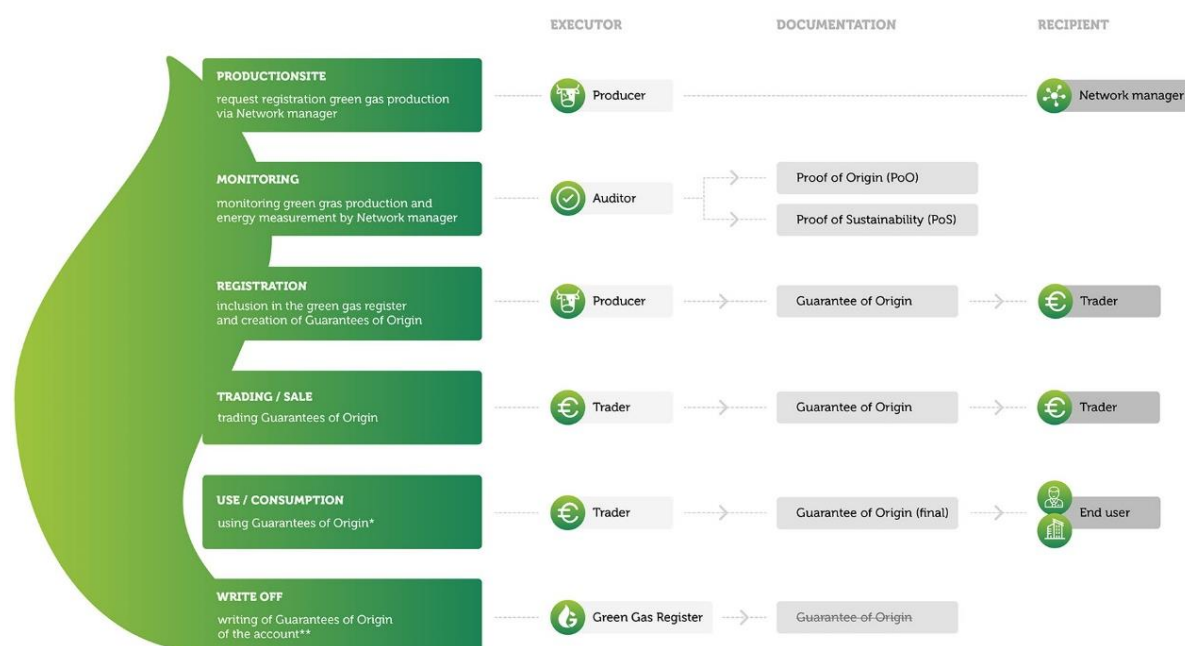 EXECUTOR
DOCUMENTATION
RECIPIENT
PRODUCTIONSITE
request registration green gas production
via Network manager
Producer
Network manager
MONITORING
monitoring green gras production and
energy measurement by Network manager
Auditor
Proof of Origin (PoO)
Proof of Sustainability (PoS)
REGISTRATION
inclusion in the green gas register
and creation of Guarantees of Origin
Producer
Guarantee of Origin
€ Trader
TRADING / SALE
trading Guarantees of Origin
€ Trader
Guarantee of Origin
€ Trader
USE / CONSUMPTION
using Guarantees of Origin*
€ Trader
Guarantee of Origin (final)
End user
WRITE OFF
writing of Guarantees of Origin
of the account**
Green Gas Register
Guarantee of Origin